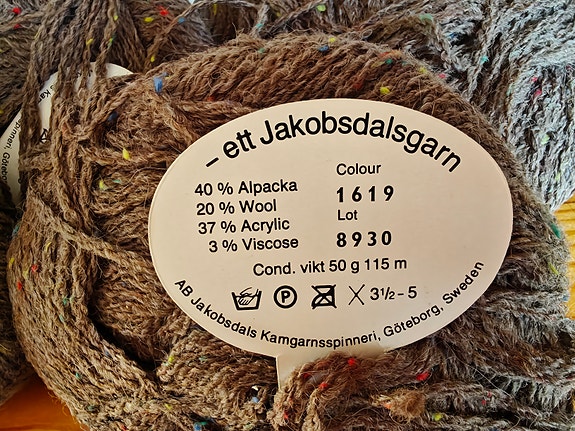 – ett Jakobsdalsgarn
40 % Alpacka
20 % Wool
37 % Acrylic
3 % Viscose
Colour
1619
Lot
8930
Cond. vikt 50 g 115 m
P 3½ – 5
AB Jakobsdals Kamgarnsspinneri, Göteborg, Sweden